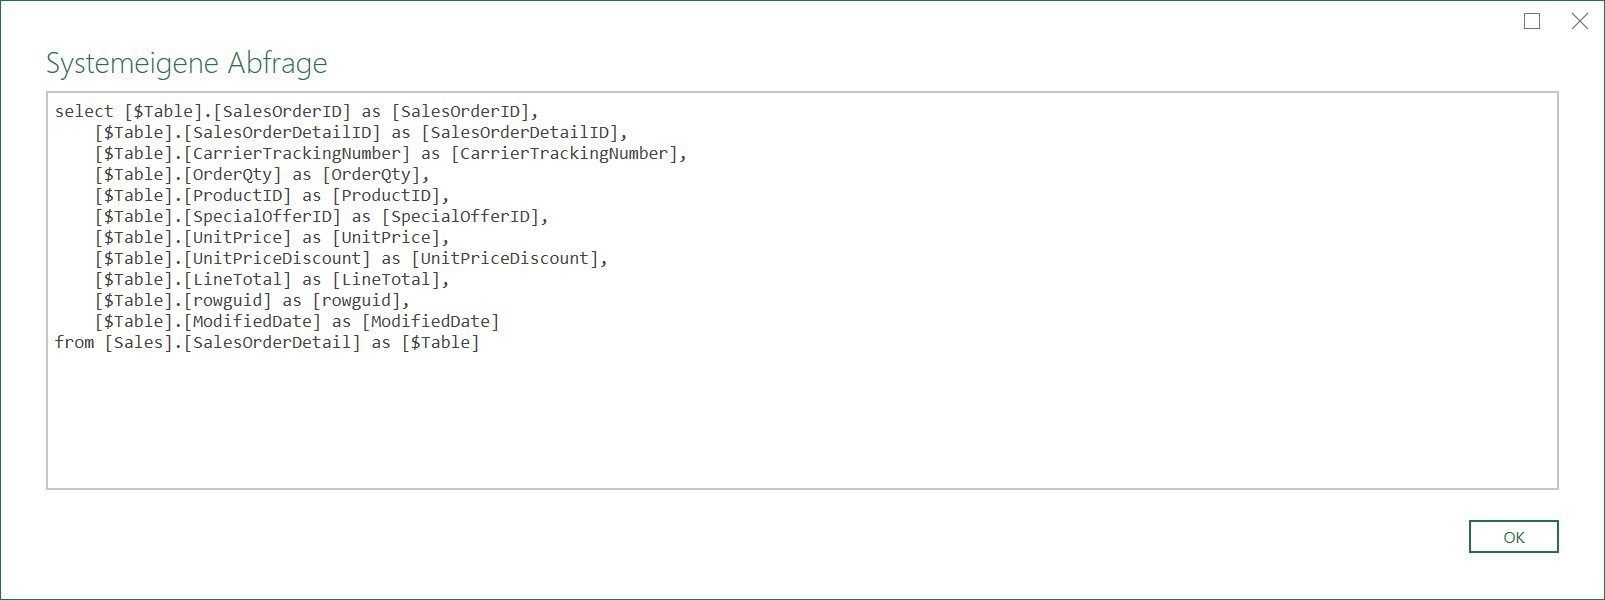 Systemeigene Abfrage
select [$Table].[SalesOrderID] as [SalesOrderID],
    [$Table].[SalesOrderDetailID] as [SalesOrderDetailID],
    [$Table].[CarrierTrackingNumber] as [CarrierTrackingNumber],
    [$Table].[OrderQty] as [OrderQty],
    [$Table].[ProductID] as [ProductID],
    [$Table].[SpecialOfferID] as [SpecialOfferID],
    [$Table].[UnitPrice] as [UnitPrice],
    [$Table].[UnitPriceDiscount] as [UnitPriceDiscount],
    [$Table].[LineTotal] as [LineTotal],
    [$Table].[rowguid] as [rowguid],
    [$Table].[ModifiedDate] as [ModifiedDate]
from [Sales].[SalesOrderDetail] as [$Table]
OK